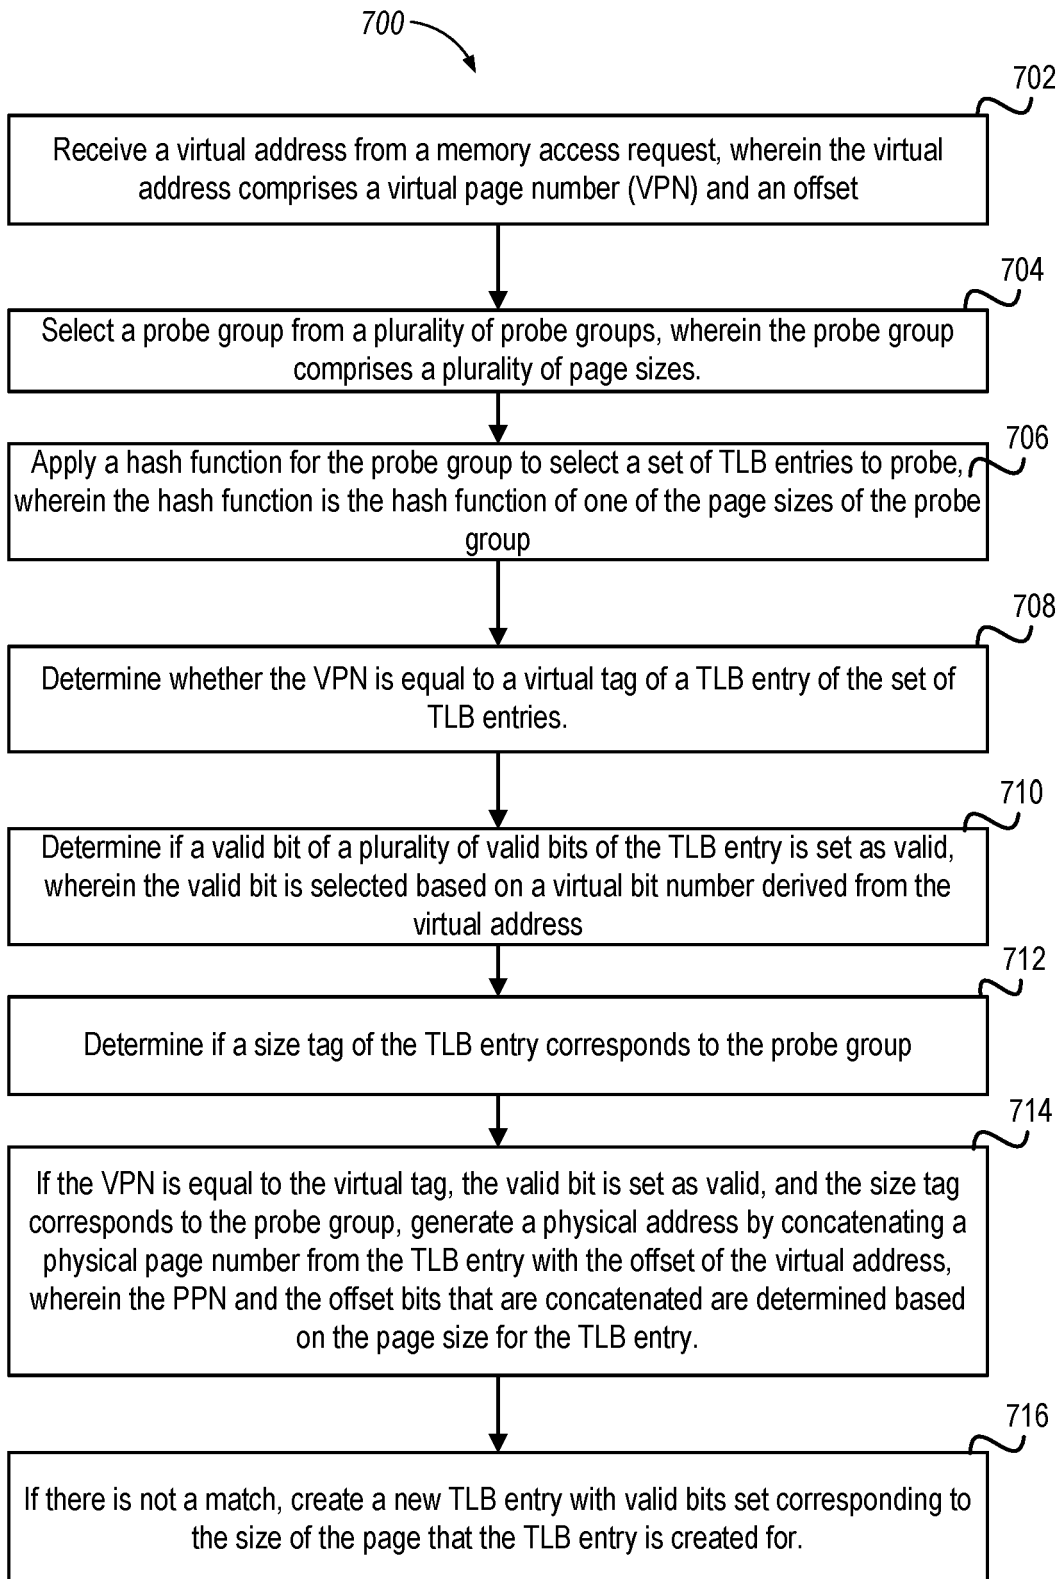 700
702
Receive a virtual address from a memory access request, wherein the virtual
address comprises a virtual page number (VPN) and an offset
704
Select a probe group from a plurality of probe groups, wherein the probe group
comprises a plurality of page sizes.
706
Apply a hash function for the probe group to select a set of TLB entries to probe,
wherein the hash function is the hash function of one of the page sizes of the probe
group
708
Determine whether the VPN is equal to a virtual tag of a TLB entry of the set of
TLB entries.
710
Determine if a valid bit of a plurality of valid bits of the TLB entry is set as valid,
wherein the valid bit is selected based on a virtual bit number derived from the
virtual address
712
Determine if a size tag of the TLB entry corresponds to the probe group
714
If the VPN is equal to the virtual tag, the valid bit is set as valid, and the size tag
corresponds to the probe group, generate a physical address by concatenating a
physical page number from the TLB entry with the offset of the virtual address,
wherein the PPN and the offset bits that are concatenated are determined based
on the page size for the TLB entry.
716
If there is not a match, create a new TLB entry with valid bits set corresponding to
the size of the page that the TLB entry is created for.